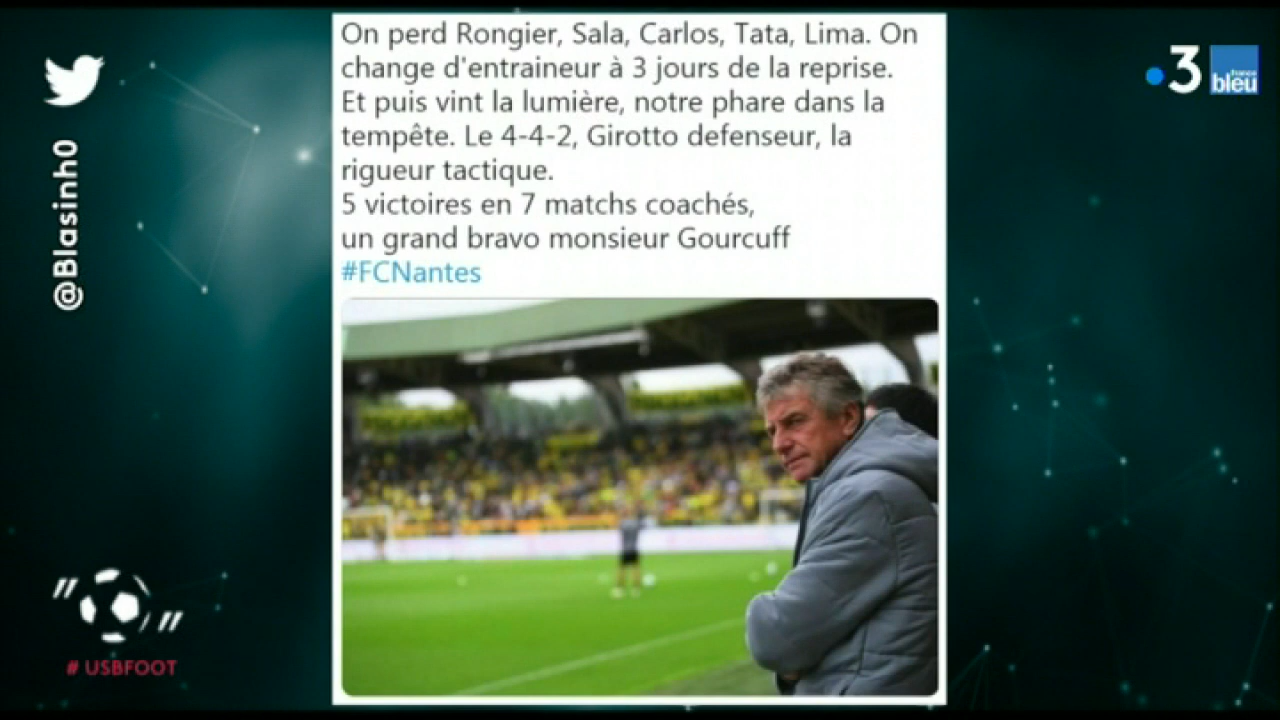 On perd Rongier, Sala, Carlos, Tata, Lima. On
change d'entraineur à 3 jours de la reprise.
Et puis vint la lumière, notre phare dans la
tempête. Le 4-4-2, Girotto defenseur, la
rigueur tactique.
5 victoires en 7 matchs coachés,
un grand bravo monsieur Gourcuff
#FCNantes
@Blasinh0
3
france
bleu
# USBFOOT